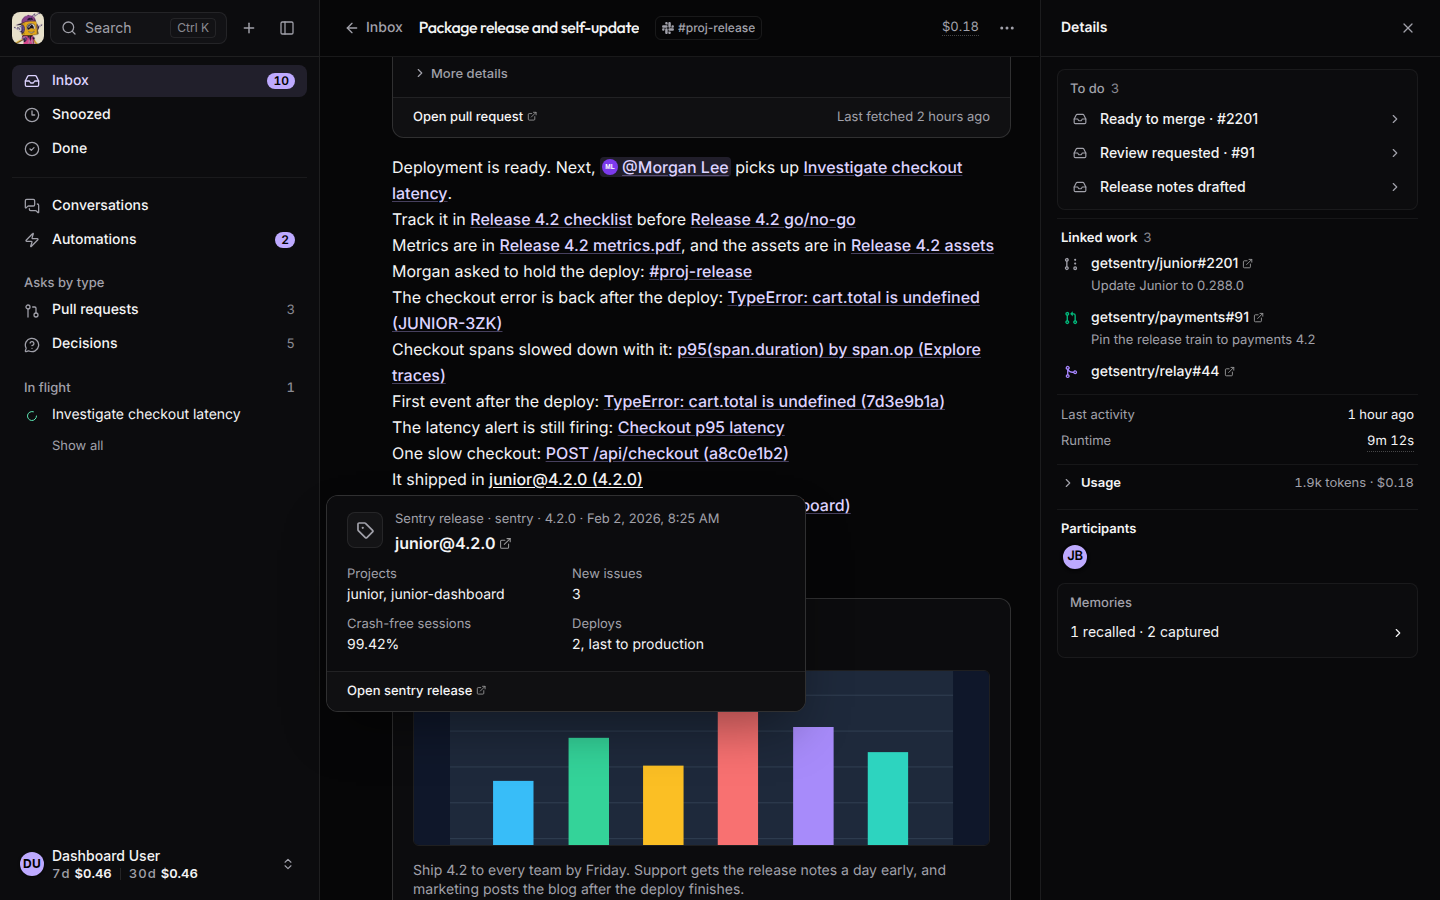 Search
Ctrl K
Inbox
10
Snoozed
Done
Conversations
Automations
2
Asks by type
Pull requests
3
Decisions
5
In flight
1
Investigate checkout latency
Show all
DU
Dashboard User
7d $0.46
30d $0.46
Inbox
Package release and self-update
#proj-release
$0.18
More details
Open pull request
Last fetched 2 hours ago
Deployment is ready. Next, ML @Morgan Lee picks up Investigate checkout
latency.
Track it in Release 4.2 checklist before Release 4.2 go/no-go
Metrics are in Release 4.2 metrics.pdf, and the assets are in Release 4.2 assets
Morgan asked to hold the deploy: #proj-release
The checkout error is back after the deploy: TypeError: cart.total is undefined
(JUNIOR-3ZK)
Checkout spans slowed down with it: p95(span.duration) by span.op (Explore
traces)
First event after the deploy: TypeError: cart.total is undefined (7d3e9b1a)
The latency alert is still firing: Checkout p95 latency
One slow checkout: POST /api/checkout (a8c0e1b2)
It shipped in junior@4.2.0 (4.2.0)
board)
Sentry release · sentry · 4.2.0 · Feb 2, 2026, 8:25 AM
junior@4.2.0
Projects
junior, junior-dashboard
New issues
3
Crash-free sessions
99.42%
Deploys
2, last to production
Open sentry release
Ship 4.2 to every team by Friday. Support gets the release notes a day early, and
marketing posts the blog after the deploy finishes.
Details
To do 3
Ready to merge · #2201
Review requested · #91
Release notes drafted
Linked work 3
getsentry/junior#2201
Update Junior to 0.288.0
getsentry/payments#91
Pin the release train to payments 4.2
getsentry/relay#44
Last activity
1 hour ago
Runtime
9m 12s
Usage
1.9k tokens · $0.18
Participants
JB
Memories
1 recalled · 2 captured